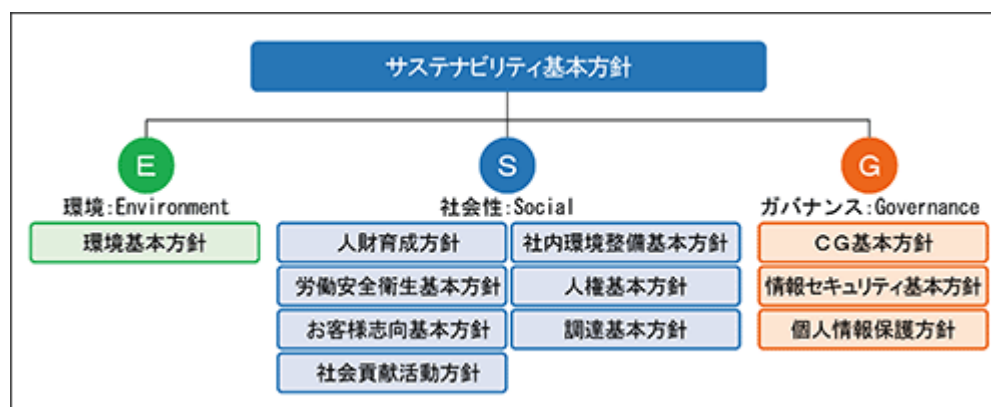 サステナビリティ基本方針
E
環境:Environment
環境基本方針
S
社会性:Social
人財育成方針
社内環境整備基本方針
労働安全衛生基本方針
人権基本方針
お客様志向基本方針
調達基本方針
社会貢献活動方針
G
ガバナンス:Governance
CG基本方針
情報セキュリティ基本方針
個人情報保護方針